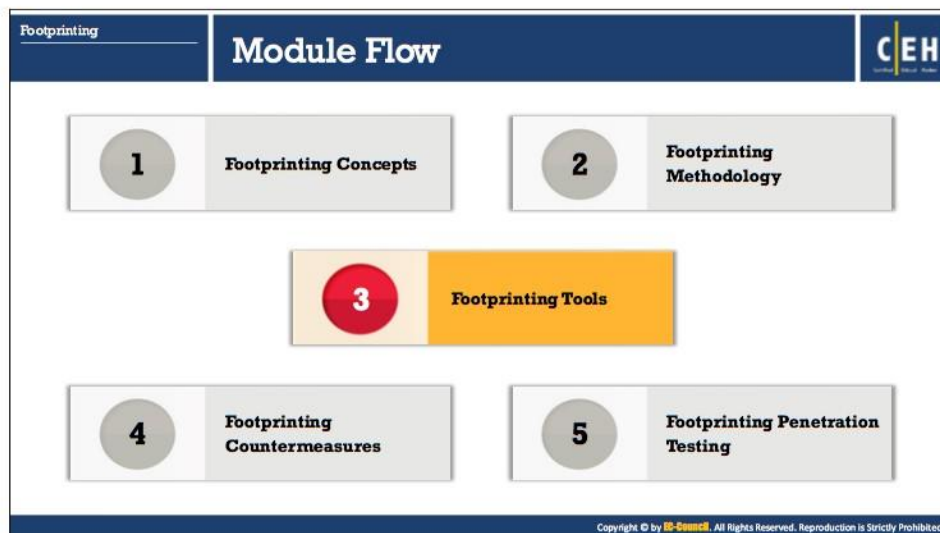 Footprinting
Module Flow
C EH
1
Footprinting Concepts
2
Footprinting
Methodology
3
Footprinting Tools
4
Footprinting
Countermeasures
5
Footprinting Penetration
Testing
Copyright © by EC-Council. All Rights Reserved. Reproduction is Strictly Prohibited